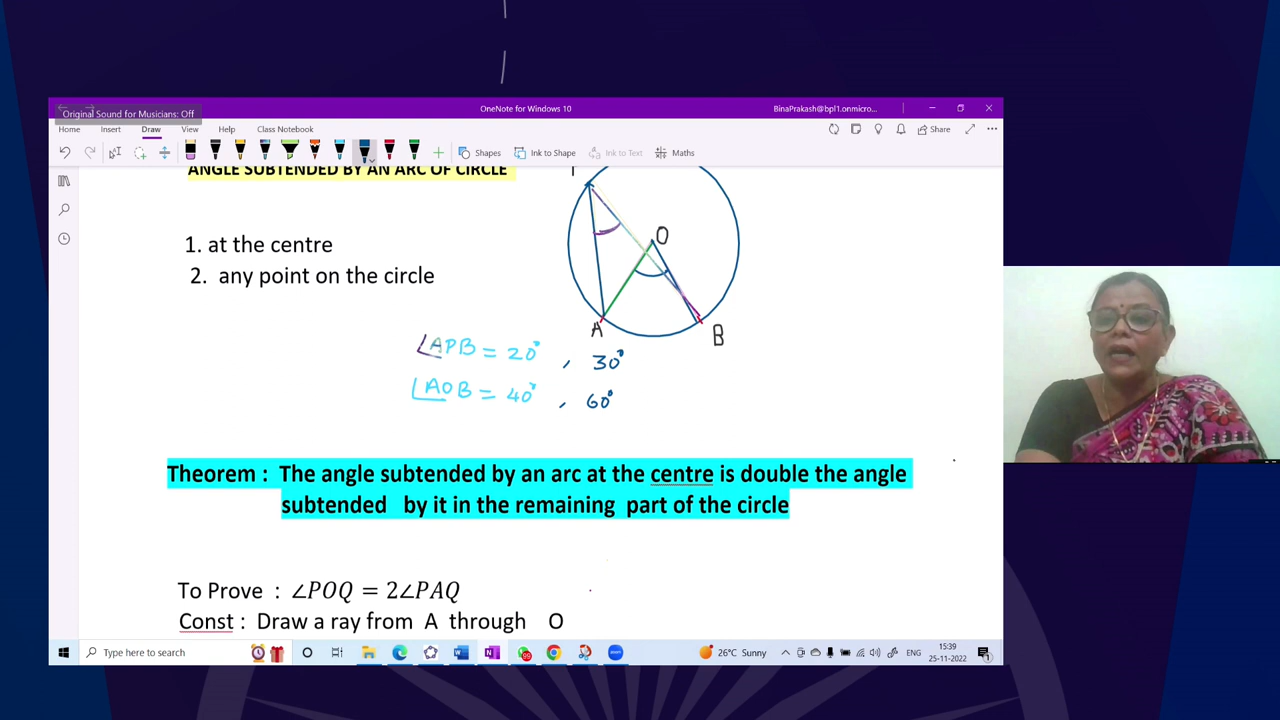 Original Sound for Musicians: Off
OneNote for Windows 10
BinaPrakash@bpl1.onmicro...
Home Insert Draw View Help Class Notebook
Share
Shapes Ink to Shape Ink to Text Maths
ANGLE SUBTENDED BY AN ARC OF CIRCLE
1. at the centre
2. any point on the circle
O
A
B
∠APB = 20° , 30°
∠AOB = 40° , 60°
Theorem : The angle subtended by an arc at the centre is double the angle
subtended by it in the remaining part of the circle
To Prove : ∠POQ = 2∠PAQ
Const : Draw a ray from A through O
Type here to search
26°C Sunny
ENG
15:39
25-11-2022